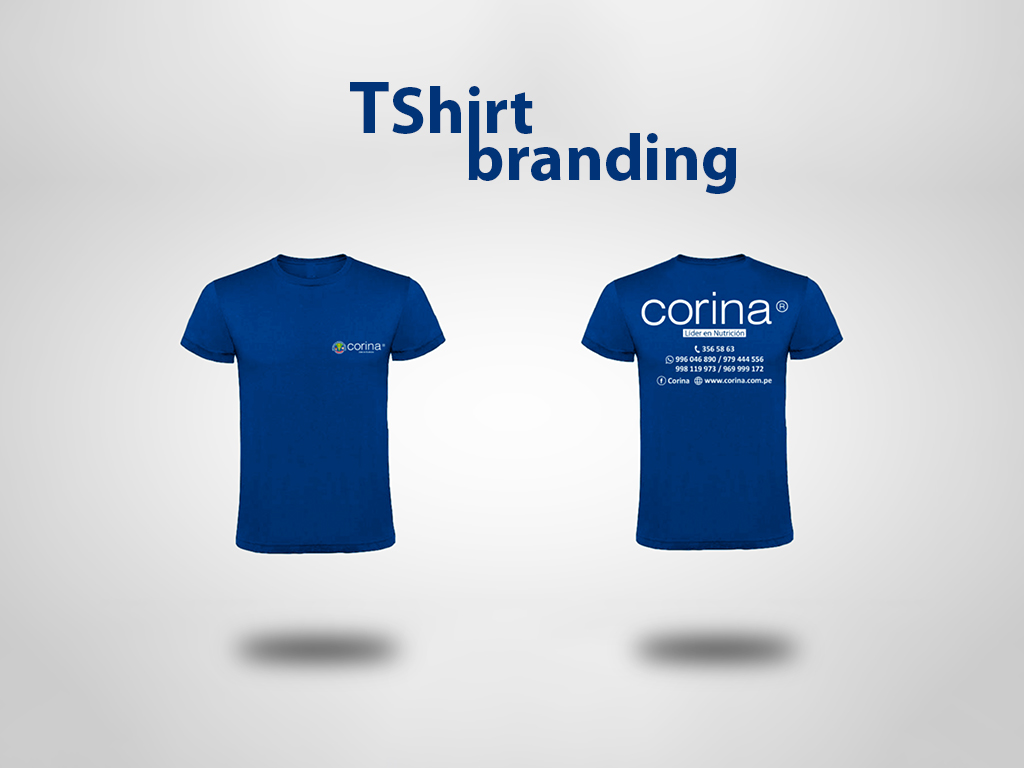 TShirt
branding
corina®
corina®
Líder en Nutrición
356 58 63
996 046 890 / 979 444 556
998 119 973 / 969 999 172
Corina www.corina.com.pe